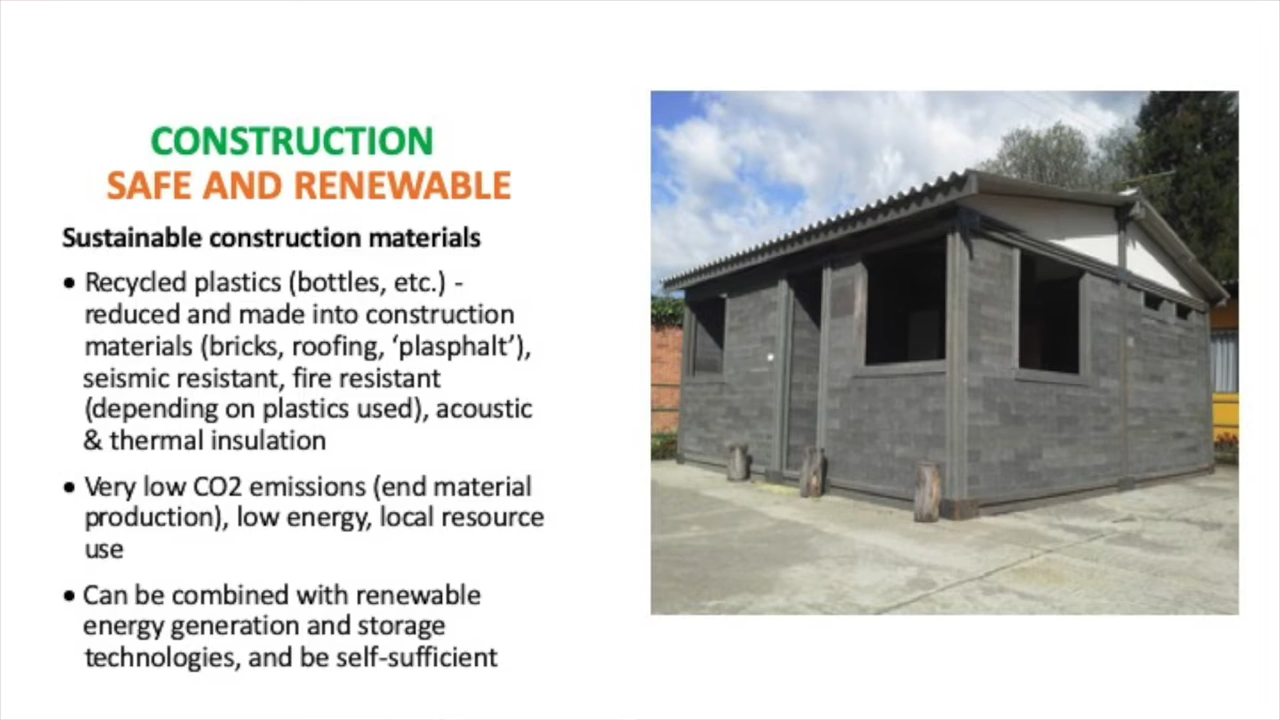 CONSTRUCTION
SAFE AND RENEWABLE
Sustainable construction materials
• Recycled plastics (bottles, etc.) -
reduced and made into construction
materials (bricks, roofing, ‘plasphalt’),
seismic resistant, fire resistant
(depending on plastics used), acoustic
& thermal insulation
• Very low CO2 emissions (end material
production), low energy, local resource
use
• Can be combined with renewable
energy generation and storage
technologies, and be self-sufficient